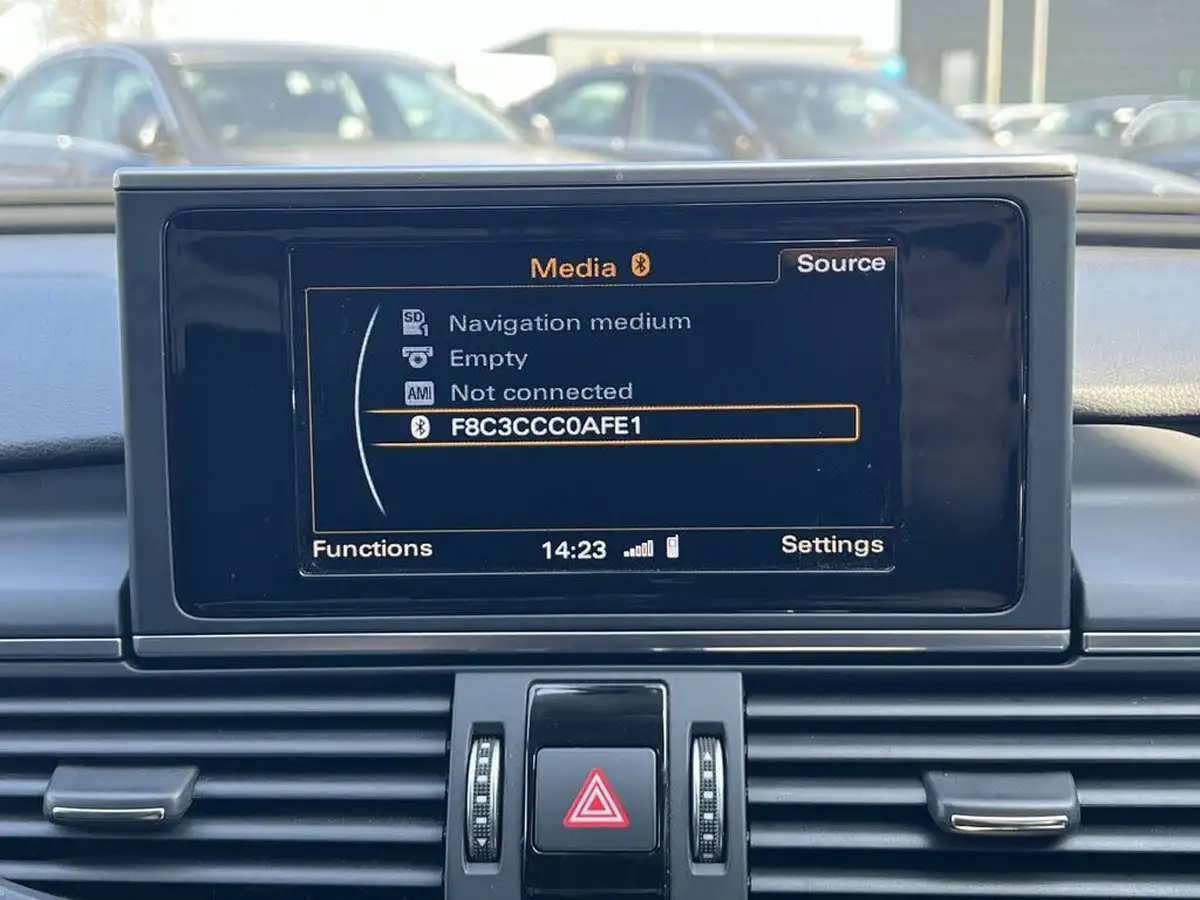 Media
Source
SD
1
Navigation medium
Empty
AMI
Not connected
F8C3CCC0AFE1
Functions
14:23
Settings